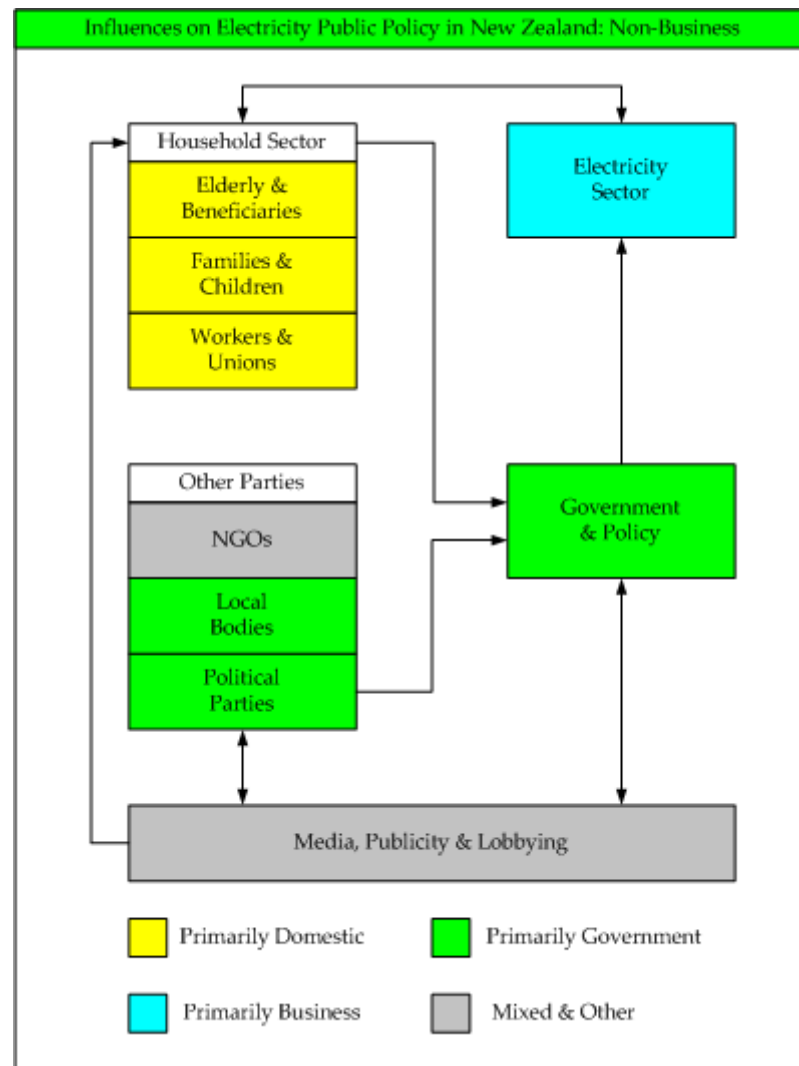 Influences on Electricity Public Policy in New Zealand: Non-Business
Household Sector
Elderly &
Beneficiaries
Families &
Children
Workers &
Unions
Electricity
Sector
Other Parties
NGOs
Local
Bodies
Political
Parties
Government
& Policy
Media, Publicity & Lobbying
Primarily Domestic
Primarily Government
Primarily Business
Mixed & Other